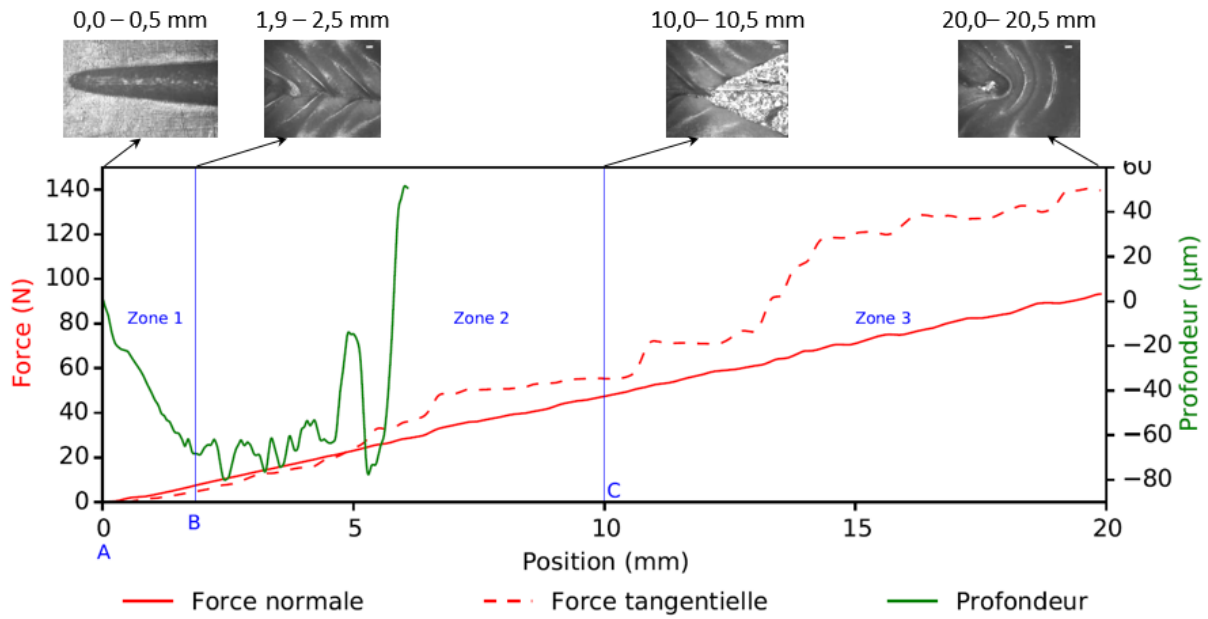 0,0 – 0,5 mm
1,9 – 2,5 mm
10,0– 10,5 mm
20,0– 20,5 mm
140
120
100
80
60
40
20
0
Force (N)
60
40
20
0
−20
−40
−60
−80
Profondeur (µm)
Zone 1
Zone 2
Zone 3
0
5
10
15
20
A
B
C
Position (mm)
Force normale
Force tangentielle
Profondeur